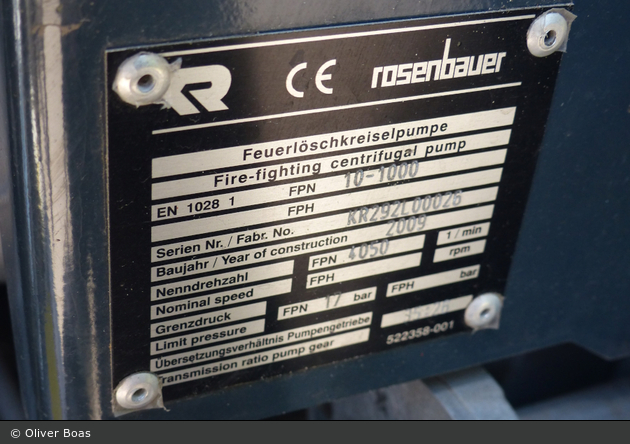 KR CE rosenbauer
Feuerlöschkreiselpumpe
Fire-fighting centrifugal pump
EN 1028 1 FPN 10-1000
FPH
Serien Nr. / Fabr. No. KR292L00026
Baujahr / Year of construction 2009
Nenndrehzahl FPN 4050 1 / min
Nominal speed FPH rpm
Grenzdruck FPN 17 bar FPH bar
Limit pressure
Übersetzungsverhältnis Pumpengetriebe
Transmission ratio pump gear
522358-001
© Oliver Boas